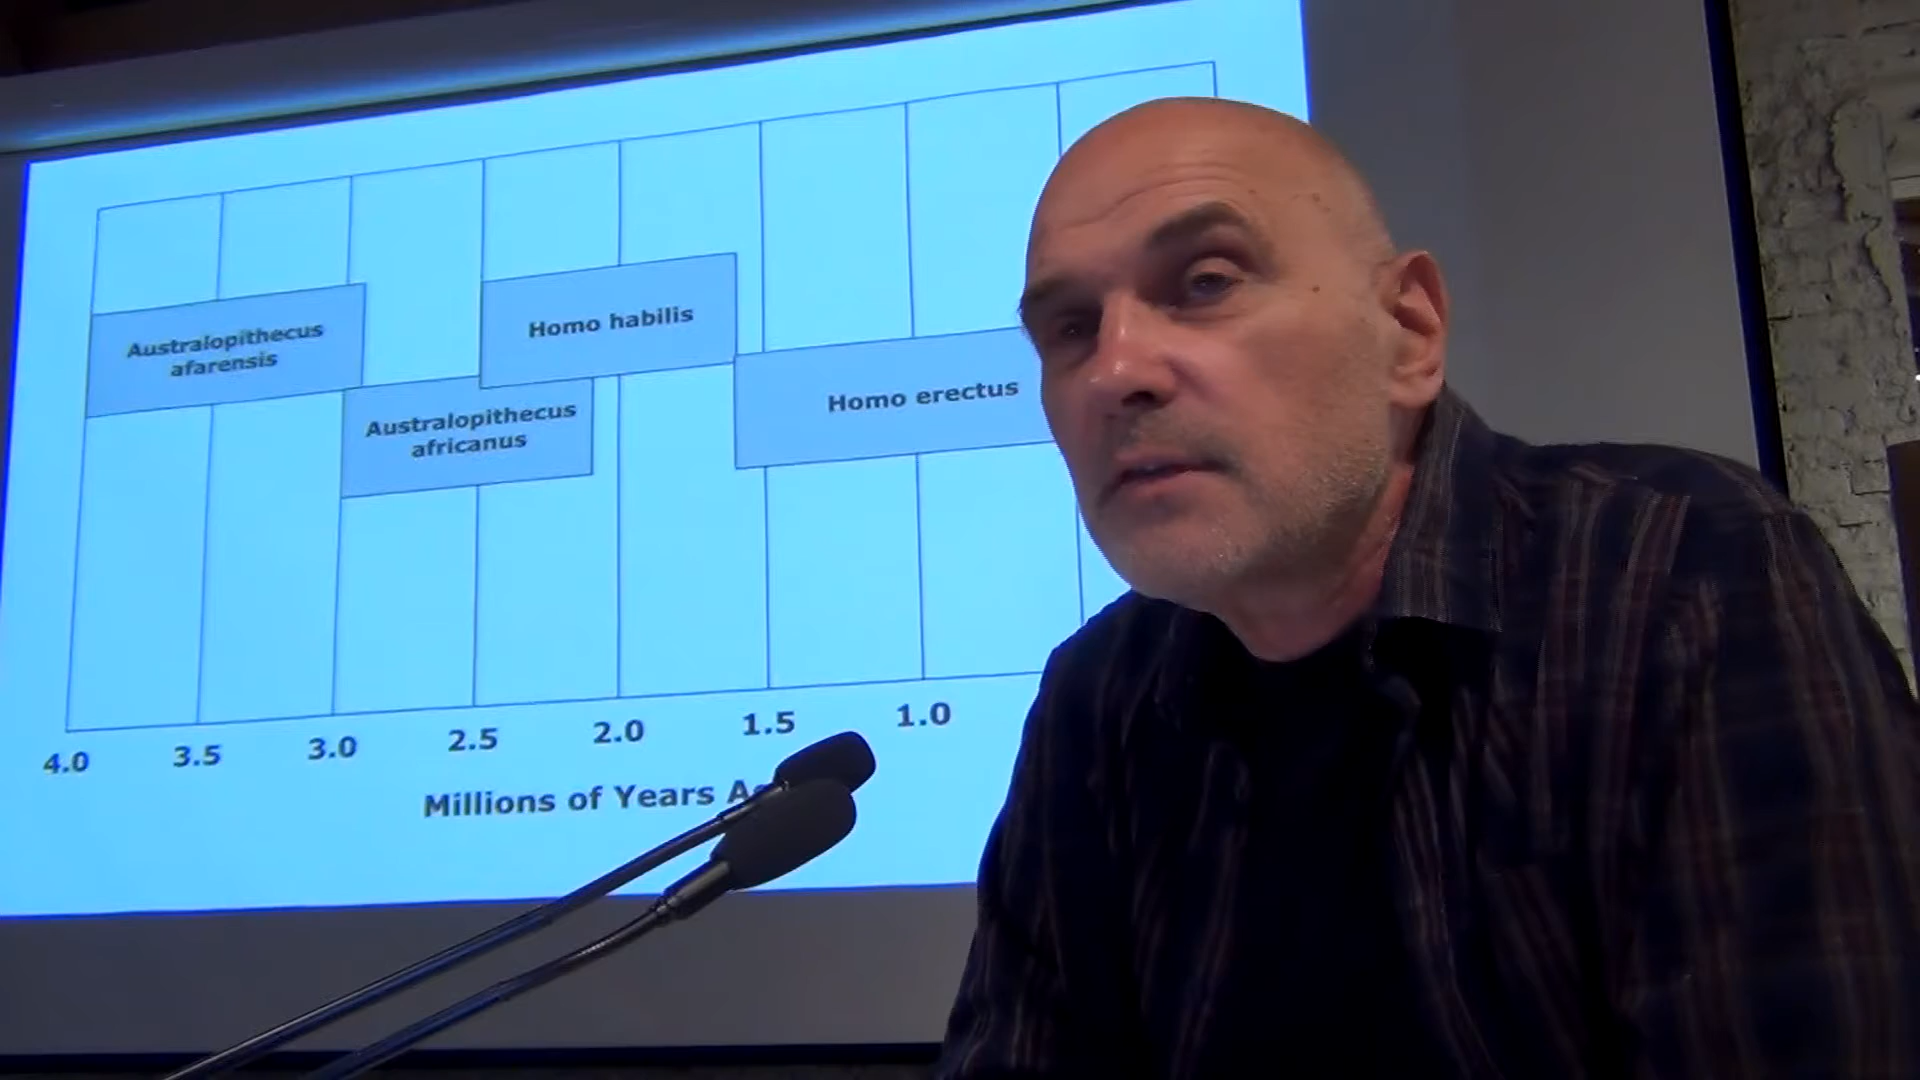 Australopithecus
afarensis
Homo habilis
Australopithecus
africanus
Homo erectus
4.0 3.5 3.0 2.5 2.0 1.5 1.0
Millions of Years